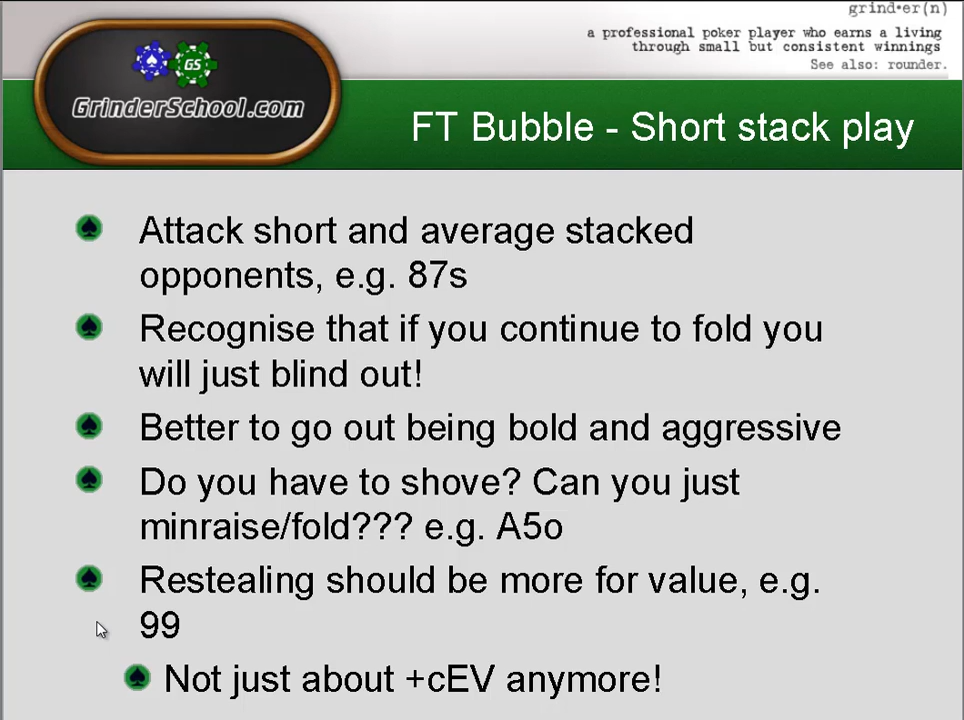 grind•er(n)
a professional poker player who earns a living
through small but consistent winnings
See also: rounder.
GS
GrinderSchool.com
FT Bubble - Short stack play
Attack short and average stacked
opponents, e.g. 87s
Recognise that if you continue to fold you
will just blind out!
Better to go out being bold and aggressive
Do you have to shove? Can you just
minraise/fold??? e.g. A5o
Restealing should be more for value, e.g.
99
Not just about +cEV anymore!